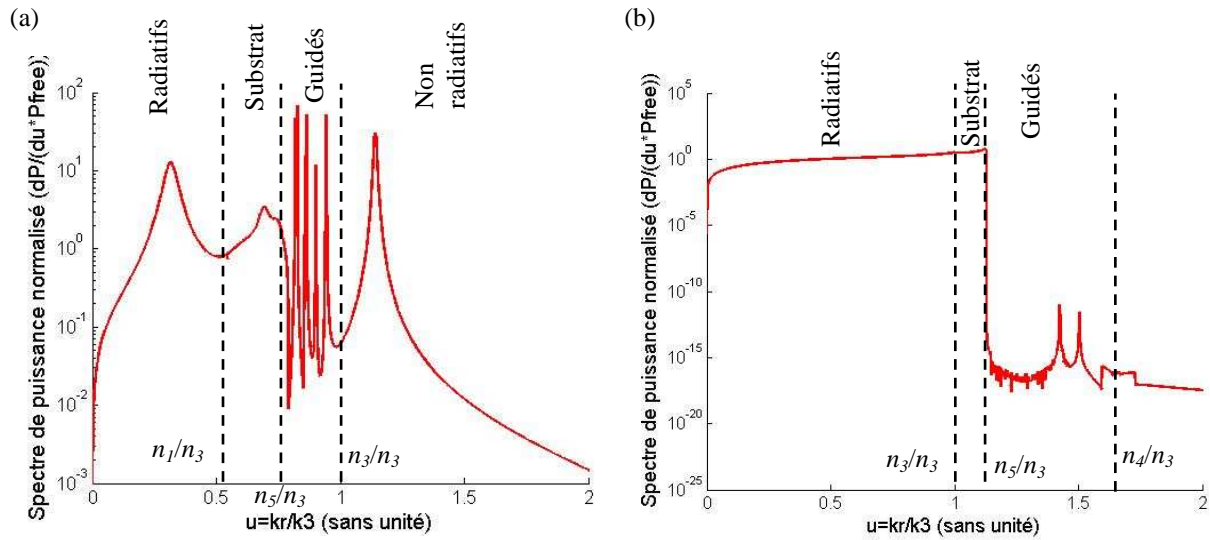 (a)
Radiatifs
Substrat
Guidés
Non radiatifs
Spectre de puissance normalisé (dP/(du*Pfree))
10^2
10^1
10^0
10^-1
10^-2
10^-3
n1/n3
n5/n3
n3/n3
0
0.5
1
1.5
2
u=kr/k3 (sans unité)
(b)
Radiatifs
Substrat
Guidés
Spectre de puissance normalisé (dP/(du*Pfree))
10^5
10^0
10^-5
10^-10
10^-15
10^-20
10^-25
n3/n3
n5/n3
n4/n3
0
0.5
1
1.5
2
u=kr/k3 (sans unité)